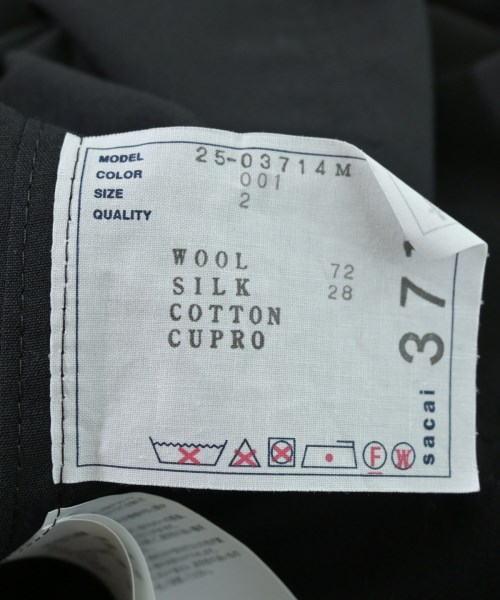 MODEL 25-03714M
COLOR 001
SIZE 2
QUALITY
WOOL 72
SILK 28
COTTON
CUPRO
F W
sacai 37